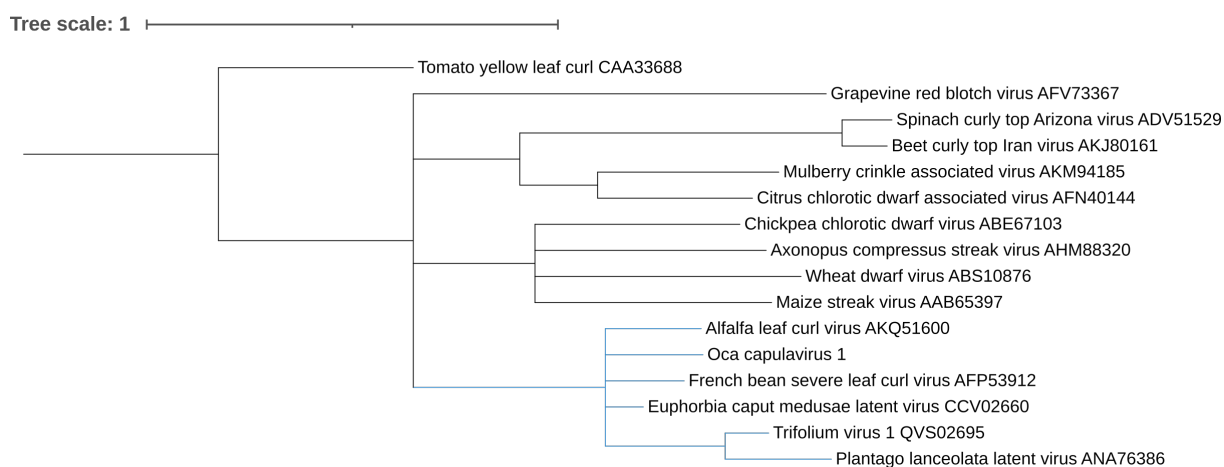 Tree scale: 1
Tomato yellow leaf curl CAA33688
Grapevine red blotch virus AFV73367
Spinach curly top Arizona virus ADV51529
Beet curly top Iran virus AKJ80161
Mulberry crinkle associated virus AKM94185
Citrus chlorotic dwarf associated virus AFN40144
Chickpea chlorotic dwarf virus ABE67103
Axonopus compressus streak virus AHM88320
Wheat dwarf virus ABS10876
Maize streak virus AAB65397
Alfalfa leaf curl virus AKQ51600
Oca capulavirus 1
French bean severe leaf curl virus AFP53912
Euphorbia caput medusae latent virus CCV02660
Trifolium virus 1 QVS02695
Plantago lanceolata latent virus ANA76386